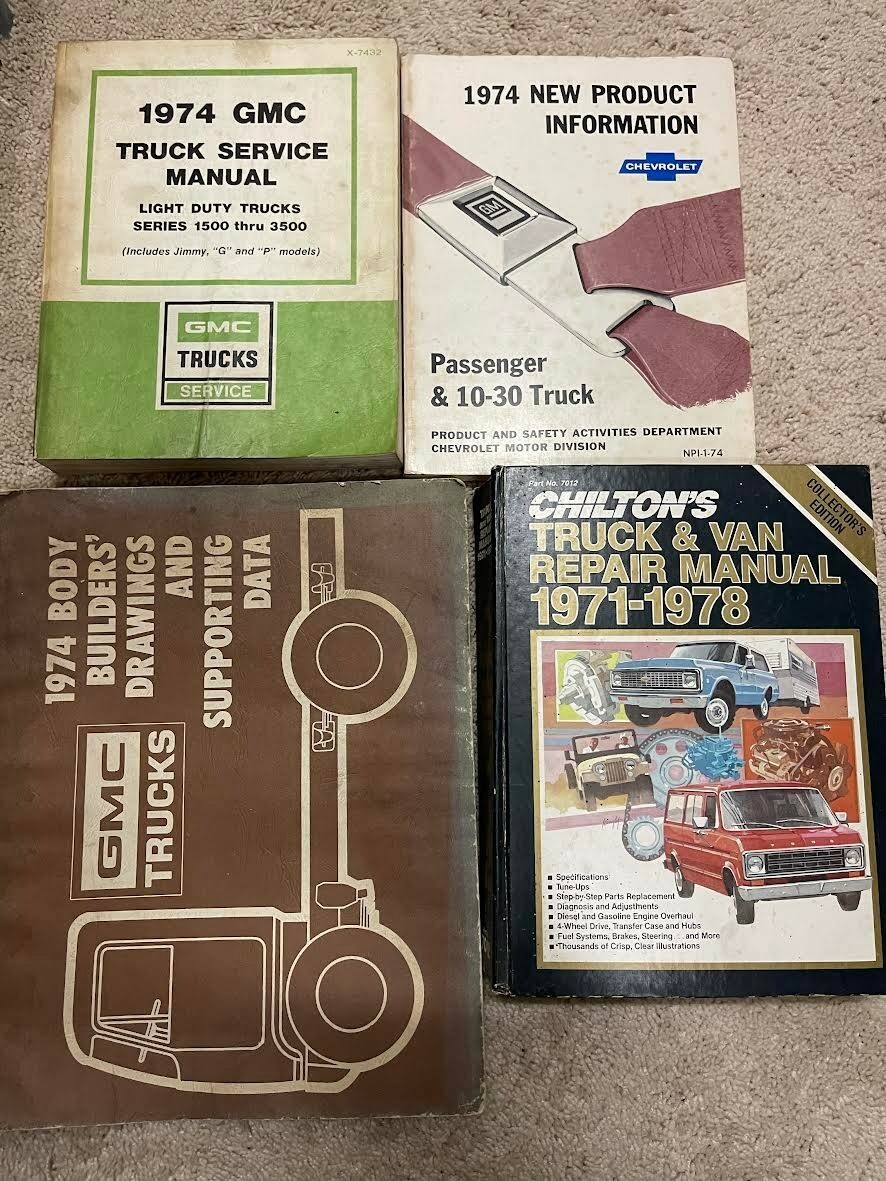 X-7432
1974 GMC
TRUCK SERVICE
MANUAL
LIGHT DUTY TRUCKS
SERIES 1500 thru 3500
(Includes Jimmy, "G" and "P" models)
GMC
TRUCKS
SERVICE
1974 NEW PRODUCT
INFORMATION
CHEVROLET
GM
Passenger
& 10-30 Truck
PRODUCT AND SAFETY ACTIVITIES DEPARTMENT
CHEVROLET MOTOR DIVISION
NPI-1-74
1974 BODY
BUILDERS'
DRAWINGS
AND
SUPPORTING
DATA
GMC
TRUCKS
Part No. 7012
CHILTON'S
TRUCK & VAN
REPAIR MANUAL
1971-1978
COLLECTOR'S
EDITION
■ Specifications
■ Tune-Ups
■ Step-by-Step Parts Replacement
■ Diagnosis and Adjustments
■ Diesel and Gasoline Engine Overhaul
■ 4-Wheel Drive, Transfer Case and Hubs
■ Fuel Systems, Brakes, Steering...and More
■ Thousands of Crisp, Clear Illustrations